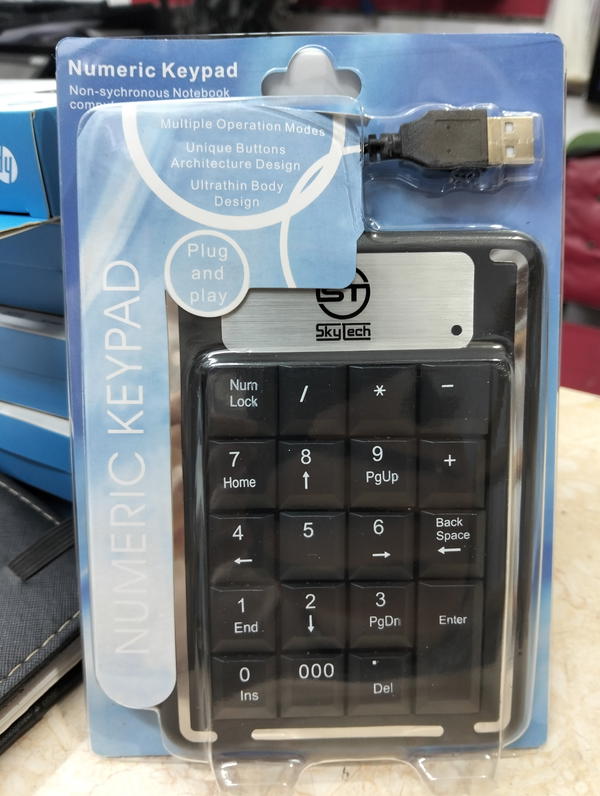 Numeric Keypad
Non-sychronous Notebook
Multiple Operation Modes
Unique Buttons
Architecture Design
Ultrathin Body
Design
Plug
and
play
NUMERIC KEYPAD
ST
SkyTech
Num
Lock
/
*
-
7
Home
8
↑
9
PgUp
+
4
←
5
6
→
Back
Space
←
1
End
2
↓
3
PgDn
Enter
0
Ins
000
.
Del
hp